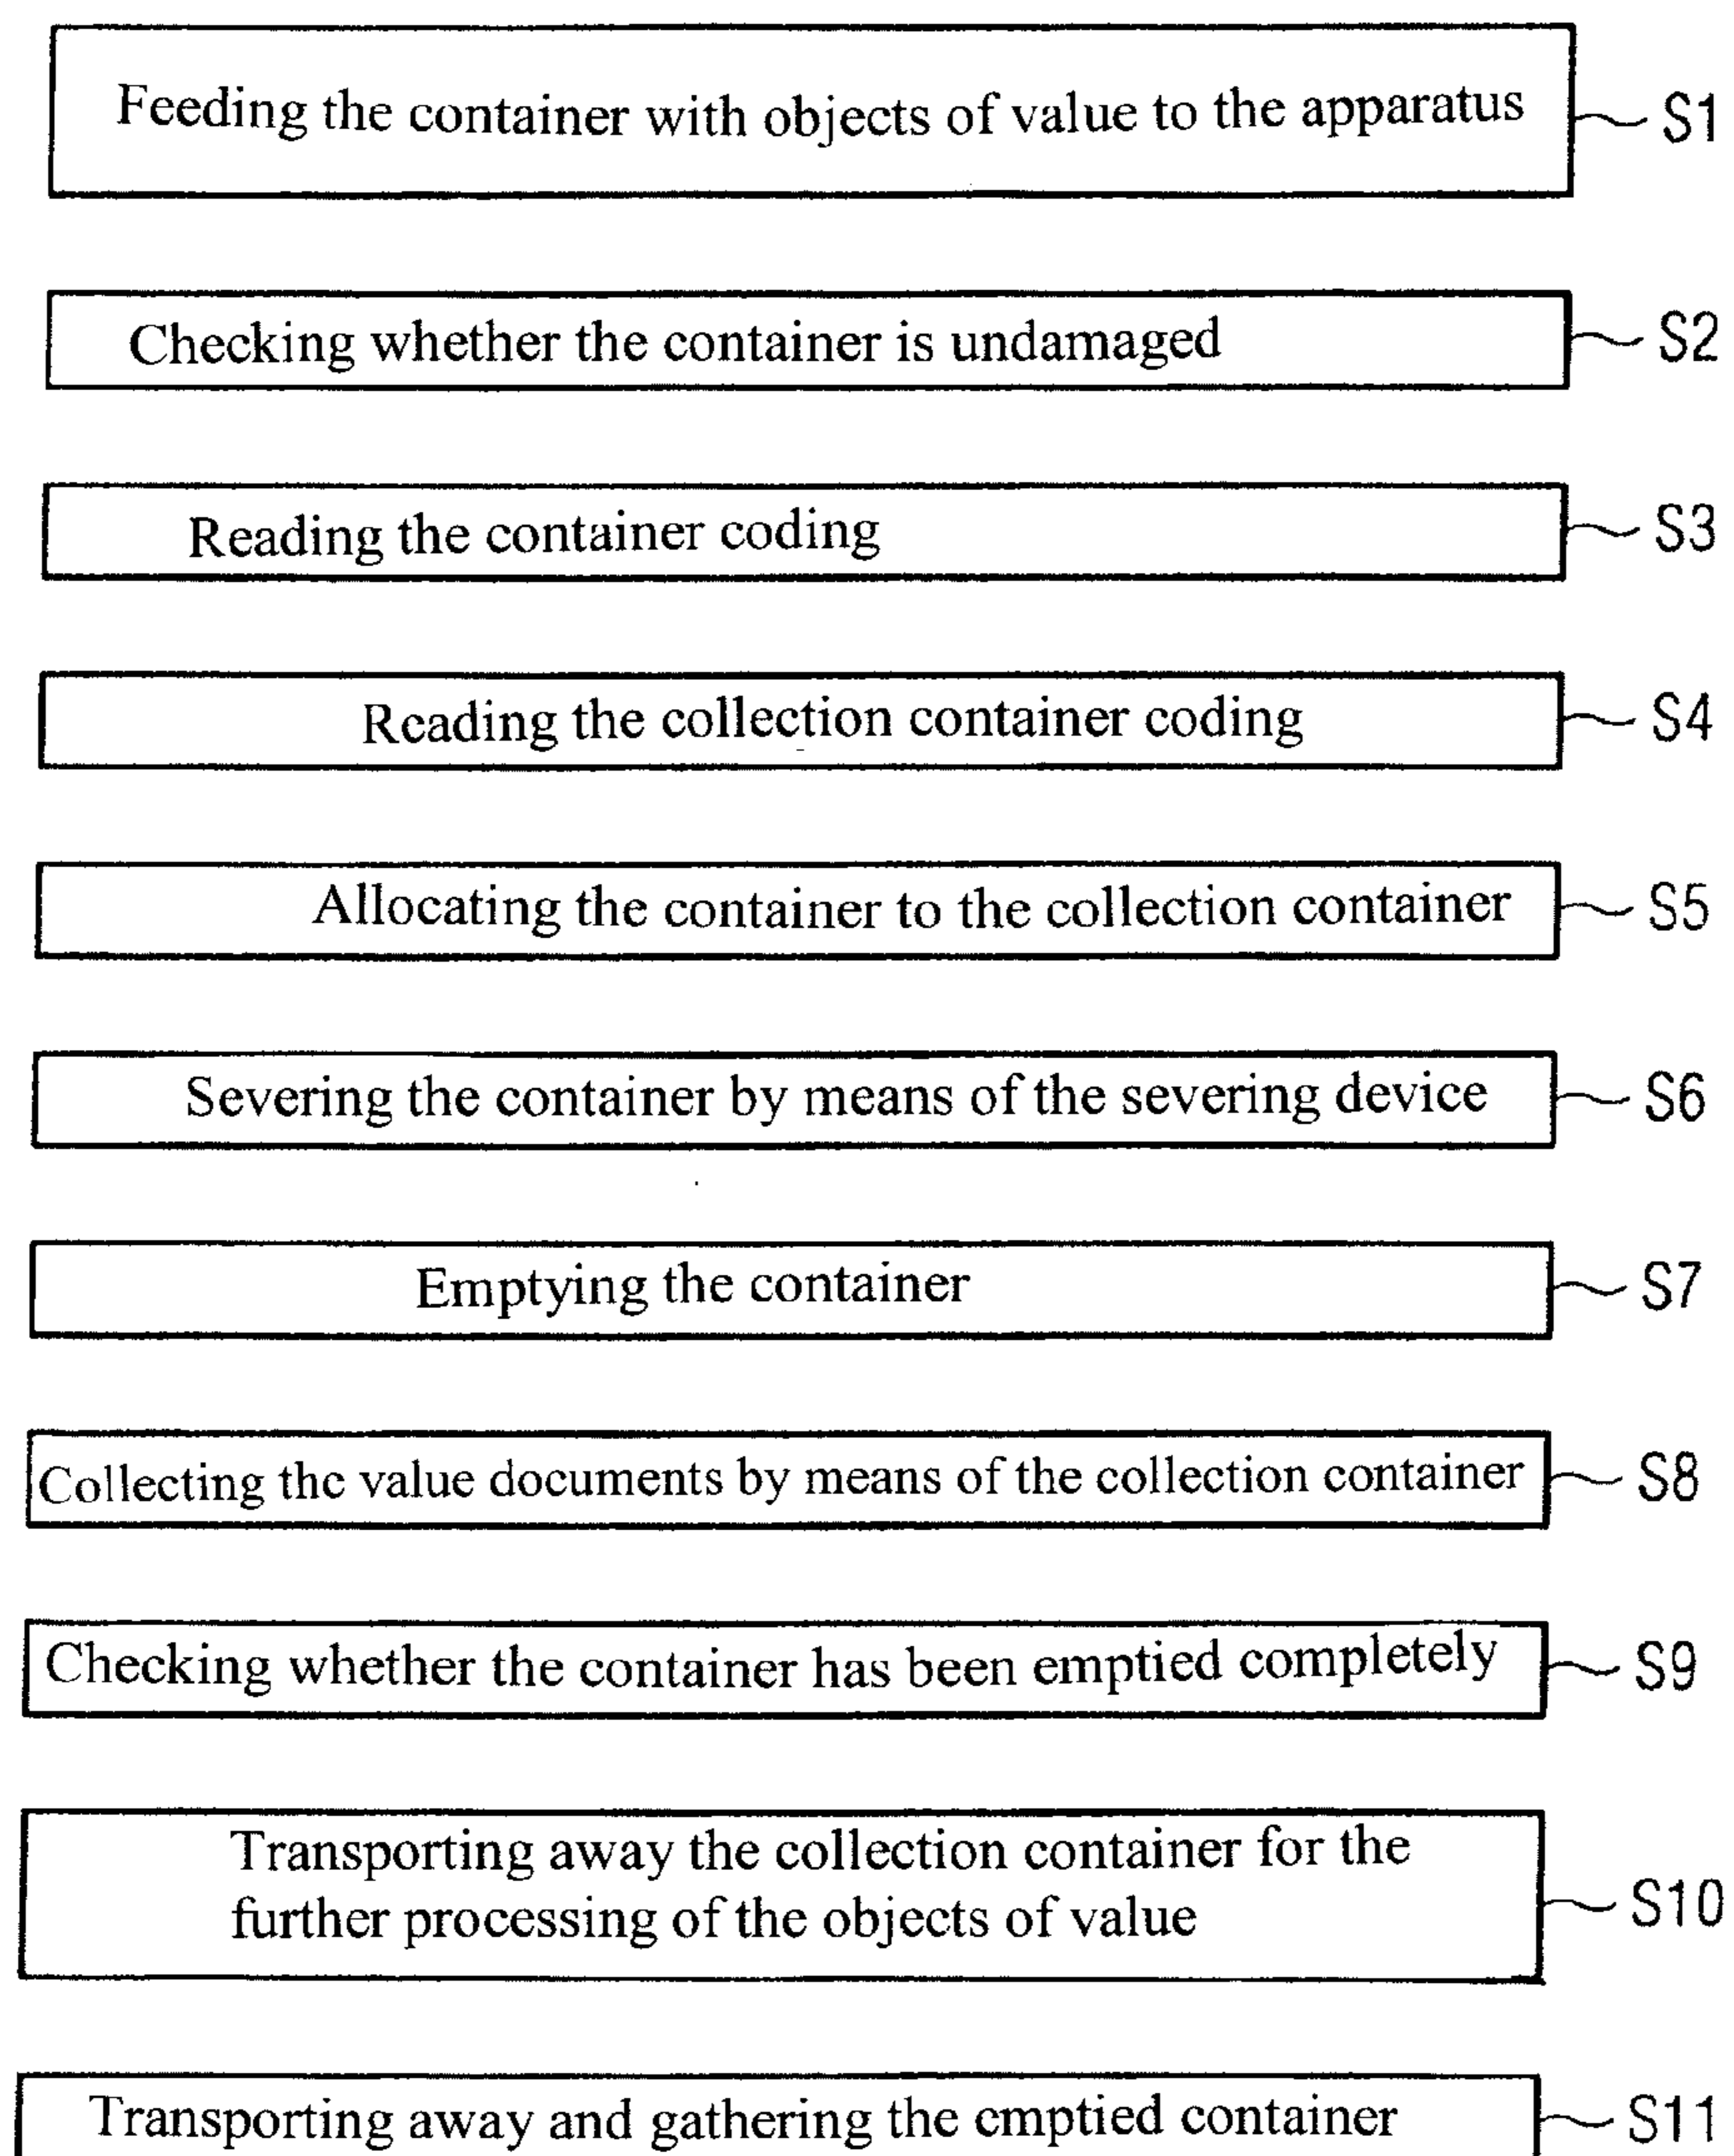 Feeding the container with objects of value to the apparatus S1
Checking whether the container is undamaged S2
Reading the container coding S3
Reading the collection container coding S4
Allocating the container to the collection container S5
Severing the container by means of the severing device S6
Emptying the container S7
Collecting the value documents by means of the collection container S8
Checking whether the container has been emptied completely S9
Transporting away the collection container for the
further processing of the objects of value S10
Transporting away and gathering the emptied container S11